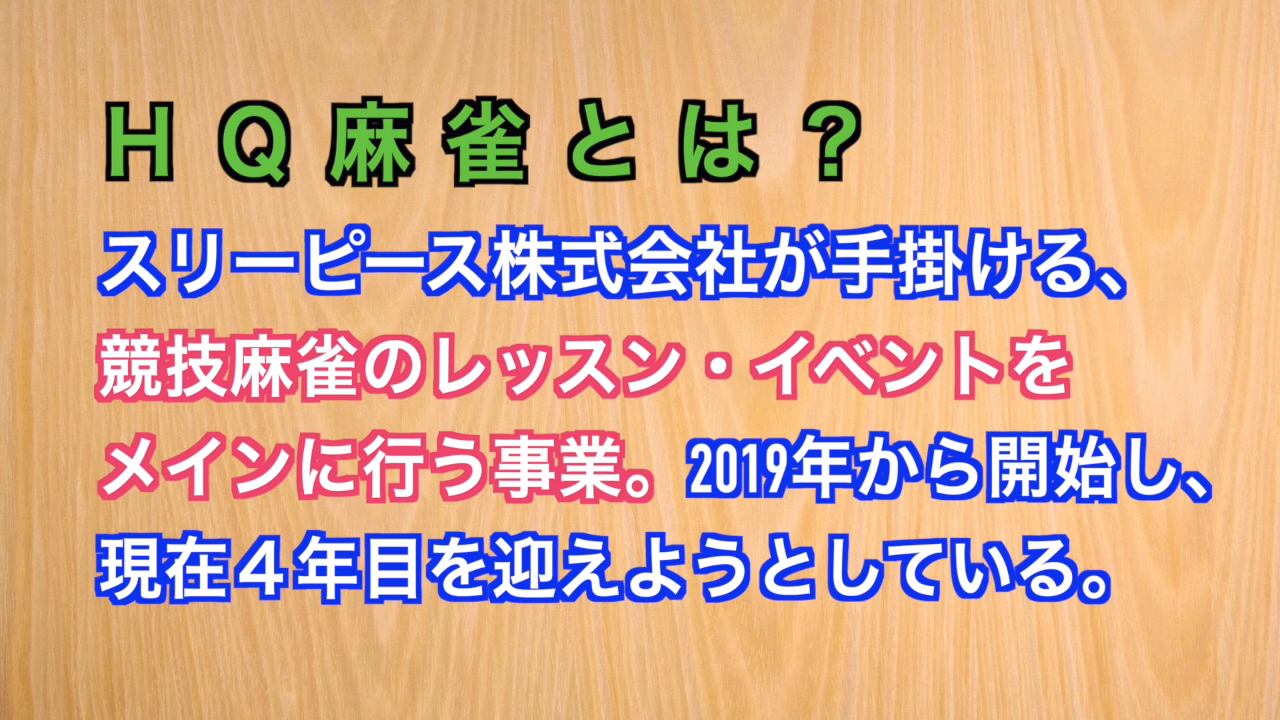 HQ麻雀とは？
スリーピース株式会社が手掛ける、
競技麻雀のレッスン・イベントを
メインに行う事業。2019年から開始し、
現在４年目を迎えようとしている。